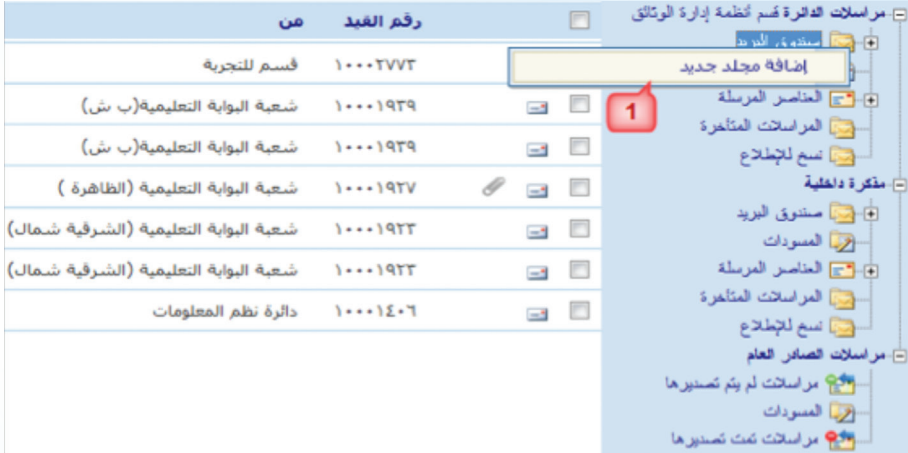 مراسلات الدائرة قسم أنظمة إدارة الوثائق
صندوق البريد
إضافة مجلد جديد
1
العناصر المرسلة
المراسلات المتأخرة
نسخ للإطلاع
مذكرة داخلية
صندوق البريد
المسودات
العناصر المرسلة
المراسلات المتأخرة
نسخ للإطلاع
مراسلات الصادر العام
مراسلات لم يتم تصديرها
المسودات
مراسلات تمت تصديرها
رقم القيد من
١٠٠٠٢٧٧٣ قسم للتجربة
١٠٠٠١٩٣٩ شعبة البوابة التعليمية(ب ش)
١٠٠٠١٩٣٩ شعبة البوابة التعليمية(ب ش)
١٠٠٠١٩٢٧ شعبة البوابة التعليمية (الظاهرة )
١٠٠٠١٩٢٣ شعبة البوابة التعليمية (الشرقية شمال)
١٠٠٠١٩٢٣ شعبة البوابة التعليمية (الشرقية شمال)
١٠٠٠١٤٠٦ دائرة نظم المعلومات